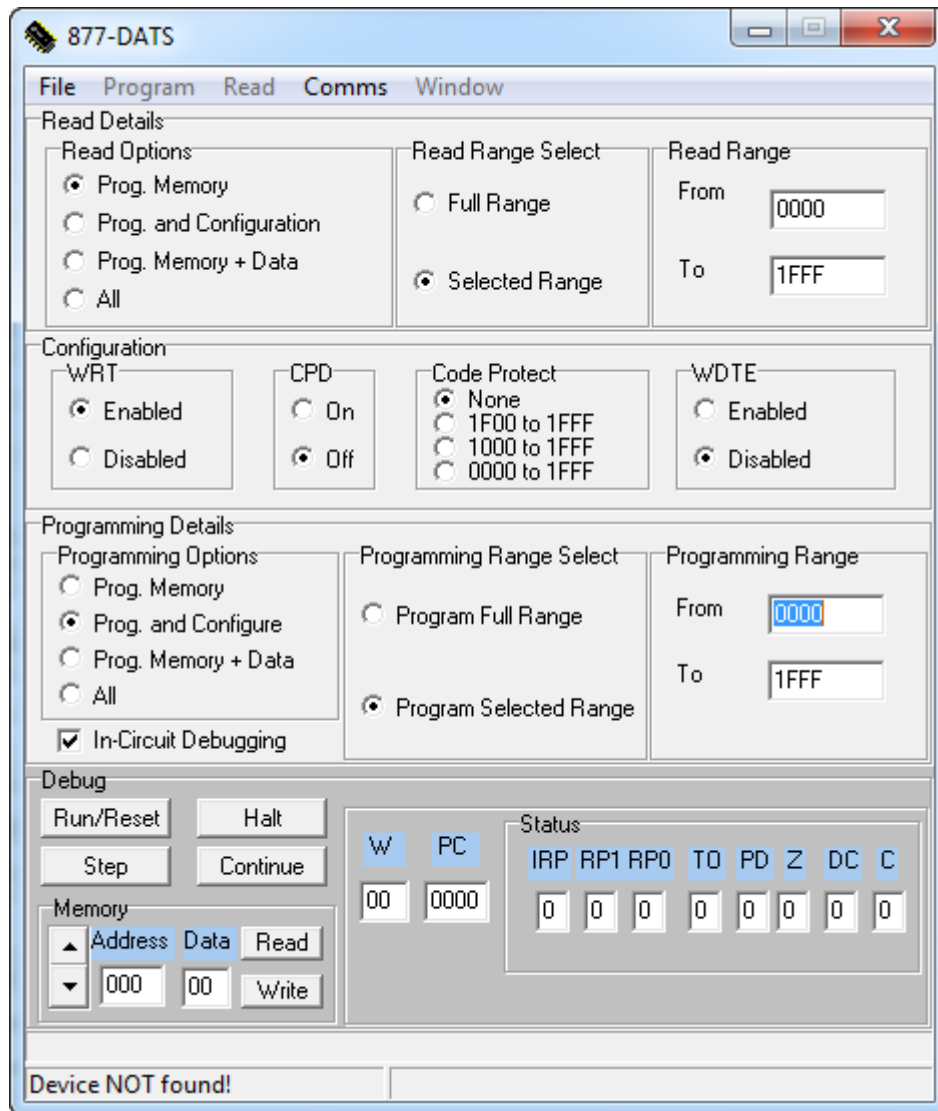 877-DATS
File Program Read Comms Window
Read Details
Read Options
Prog. Memory
Prog. and Configuration
Prog. Memory + Data
All
Read Range Select
Full Range
Selected Range
Read Range
From 0000
To 1FFF
Configuration
WRT
Enabled
Disabled
CPD
On
Off
Code Protect
None
1F00 to 1FFF
1000 to 1FFF
0000 to 1FFF
WDTE
Enabled
Disabled
Programming Details
Programming Options
Prog. Memory
Prog. and Configure
Prog. Memory + Data
All
In-Circuit Debugging
Programming Range Select
Program Full Range
Program Selected Range
Programming Range
From 0000
To 1FFF
Debug
Run/Reset Halt
Step Continue
Memory
Address Data Read
000 00 Write
W PC
00 0000
Status
IRP RP1 RP0 TO PD Z DC C
0 0 0 0 0 0 0 0
Device NOT found!